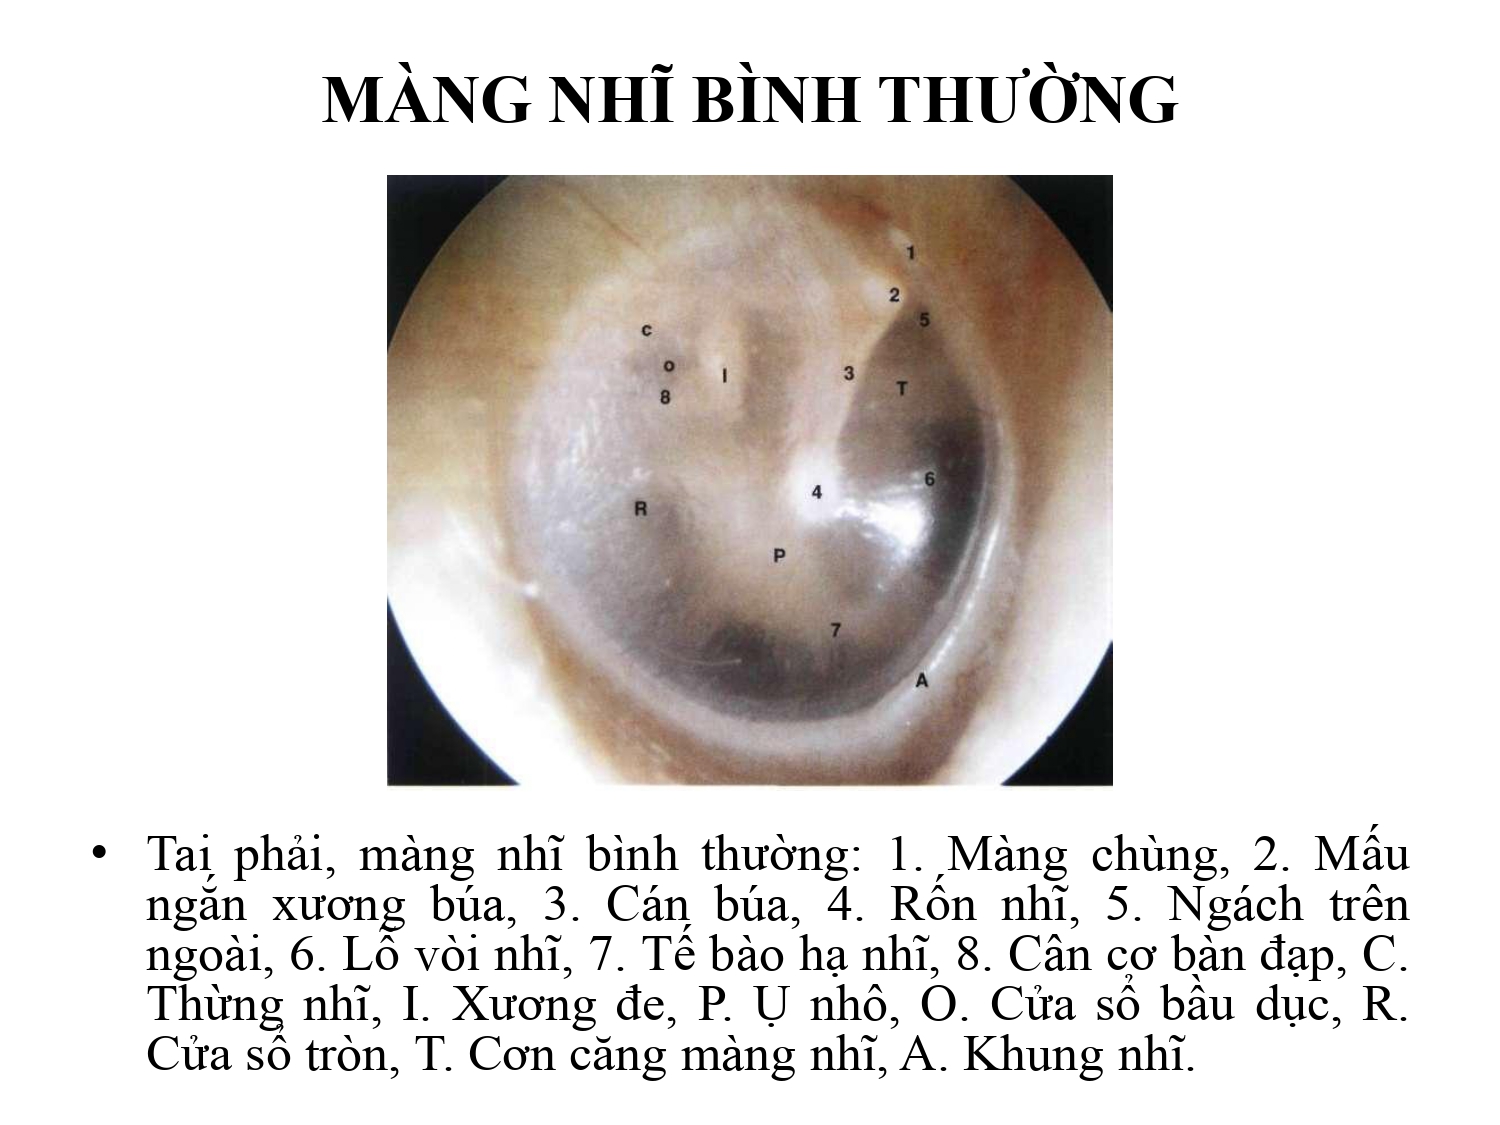 MÀNG NHĨ BÌNH THƯỜNG
1
2
5
c
o
I
3
8
T
4
6
R
P
7
A
• Tai phải, màng nhĩ bình thường: 1. Màng chùng, 2. Mấu
ngắn xương búa, 3. Cán búa, 4. Rốn nhĩ, 5. Ngách trên
ngoài, 6. Lỗ vòi nhĩ, 7. Tế bào hạ nhĩ, 8. Cân cơ bàn đạp, C.
Thừng nhĩ, I. Xương đe, P. Ụ nhô, O. Cửa sổ bầu dục, R.
Cửa sổ tròn, T. Cơn căng màng nhĩ, A. Khung nhĩ.